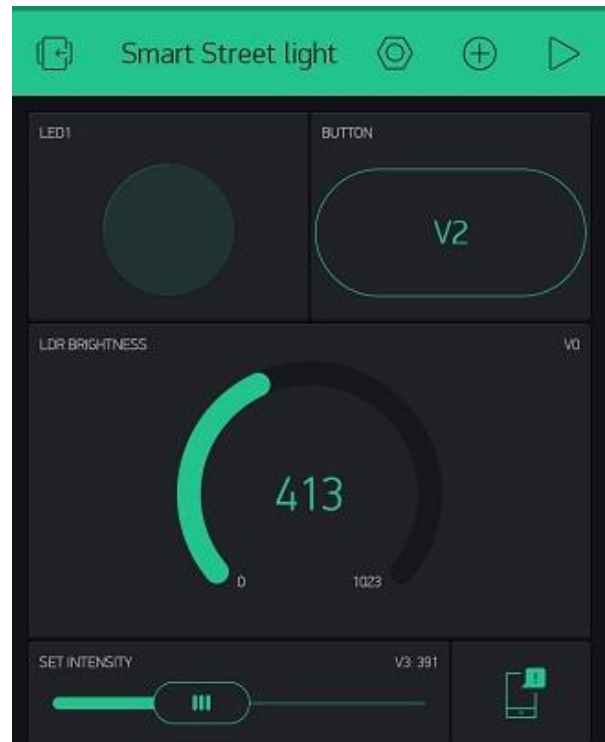 Smart Street light
LED1
BUTTON
V2
LDR BRIGHTNESS
V0
413
0
1023
SET INTENSITY
V3: 391